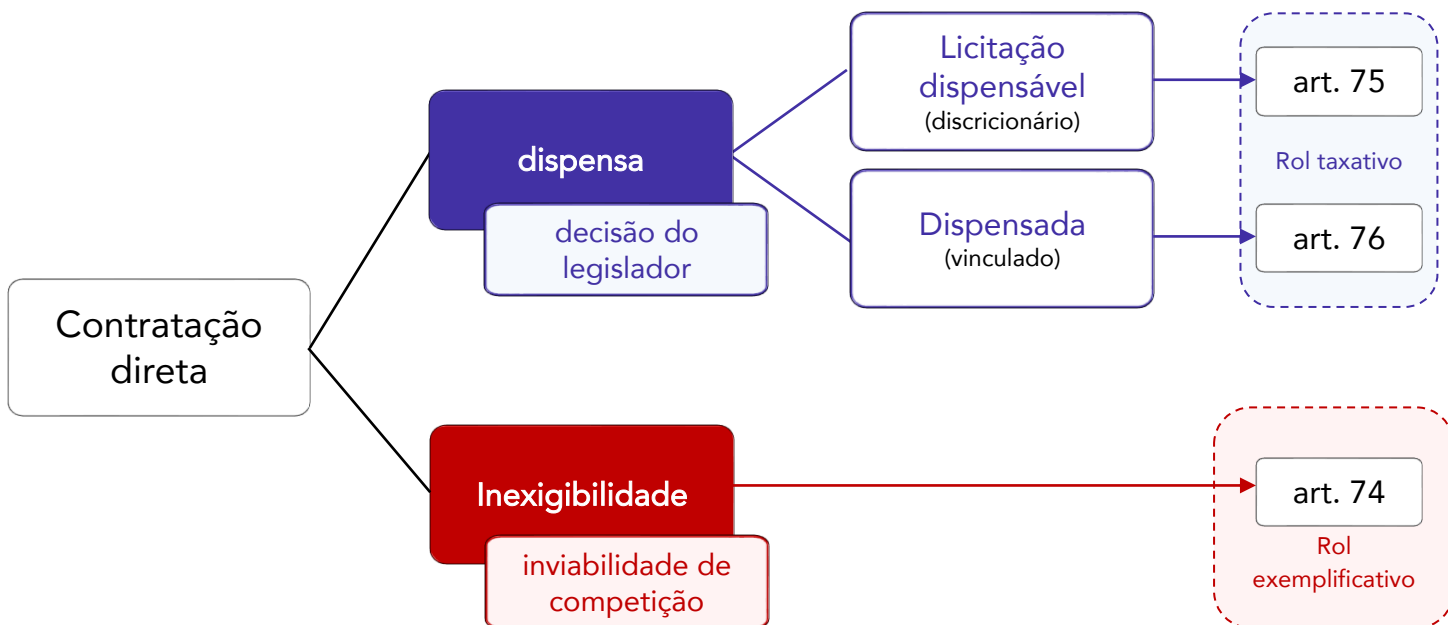 Contratação
direta
dispensa
decisão do
legislador
Licitação
dispensável
(discricionário)
Dispensada
(vinculado)
art. 75
Rol taxativo
art. 76
Inexigibilidade
inviabilidade de
competição
art. 74
Rol
exemplificativo